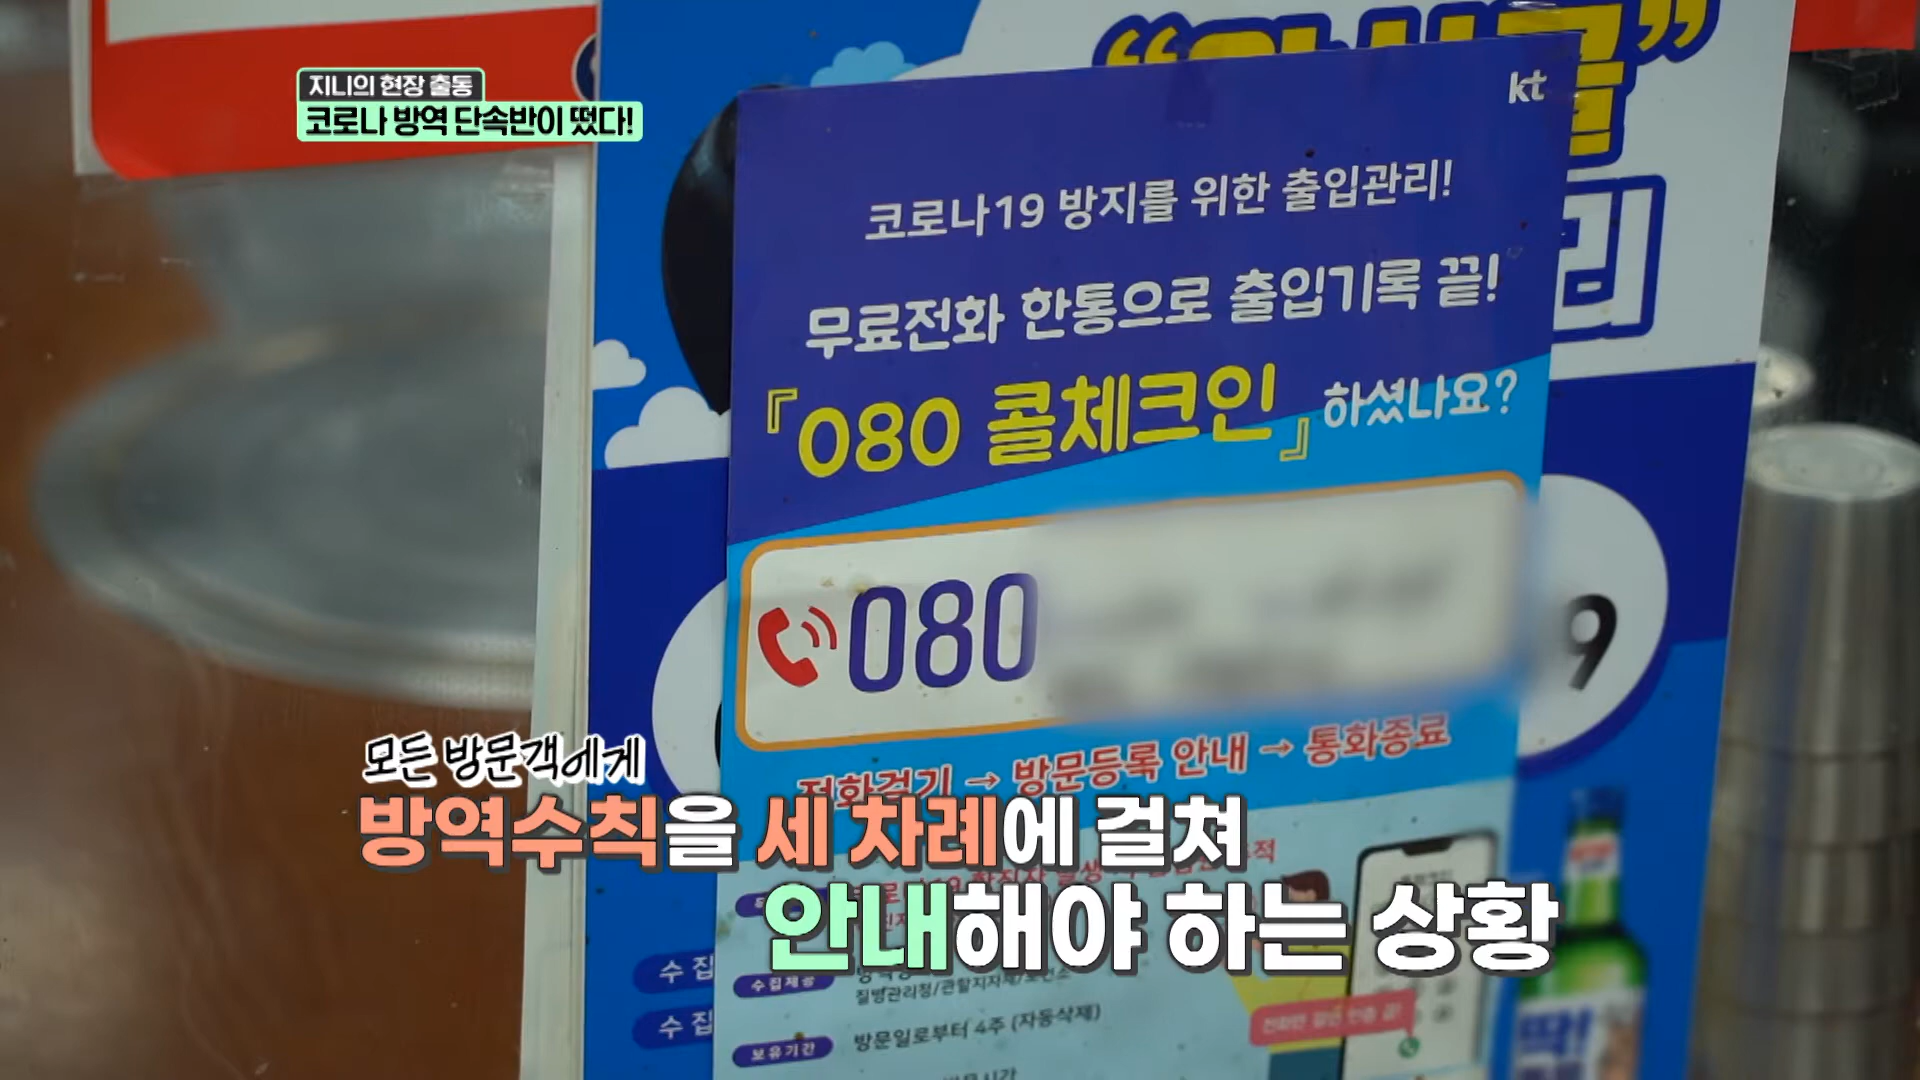 지니의 현장 출동
코로나 방역 단속반이 떴다!
kt
코로나19 방지를 위한 출입관리!
무료전화 한통으로 출입기록 끝!
『080 콜체크인』 하셨나요?
리
080
9
전화걸기 → 방문등록 안내 → 통화종료
모든 방문객에게
방역수칙을 세 차례에 걸쳐
안내해야 하는 상황
수집
수집제공
질병관리청/관할지자체/보건소
수집
보유기간
방문일로부터 4주 (자동삭제)